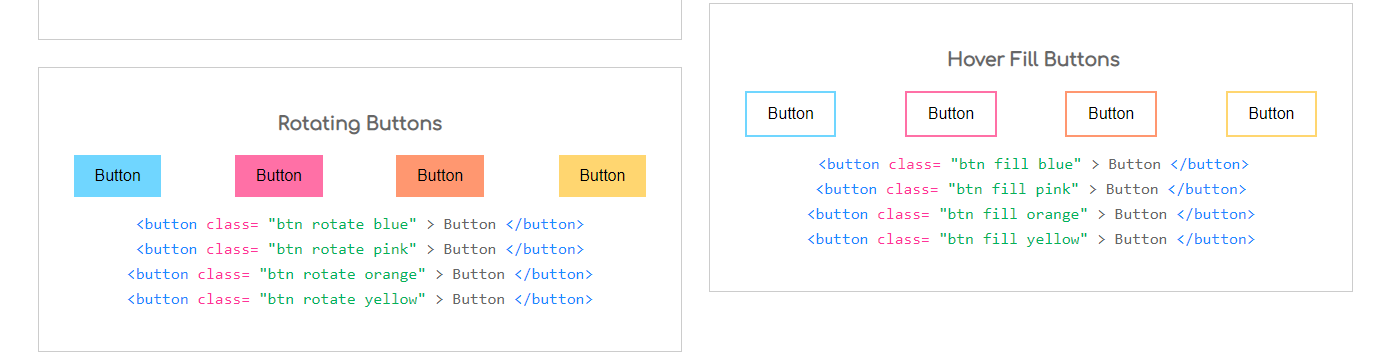 Rotating Buttons
Button Button Button Button
<button class= "btn rotate blue" > Button </button>
<button class= "btn rotate pink" > Button </button>
<button class= "btn rotate orange" > Button </button>
<button class= "btn rotate yellow" > Button </button>
Hover Fill Buttons
Button Button Button Button
<button class= "btn fill blue" > Button </button>
<button class= "btn fill pink" > Button </button>
<button class= "btn fill orange" > Button </button>
<button class= "btn fill yellow" > Button </button>